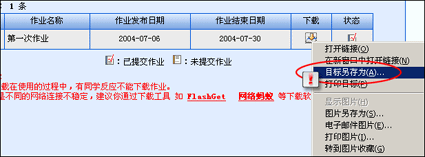 1 条
作业名称 作业发布日期 作业结束日期 下载 状态
第一次作业 2004-07-06 2004-07-30
:已提交作业 :未提交作业
载在使用的过程中，有同学反应不能下载作业。
是不同的网络连接不稳定，建议你通过下载工具 如 FlashGet 网络蚂蚁 等下载软
打开链接(O)
在新窗口中打开链接(N)
目标另存为(A)...
打印目标(P)
显示图片(H)
图片另存为(S)...
电子邮件图片(E)...
打印图片(I)...
转到图片收藏(G)